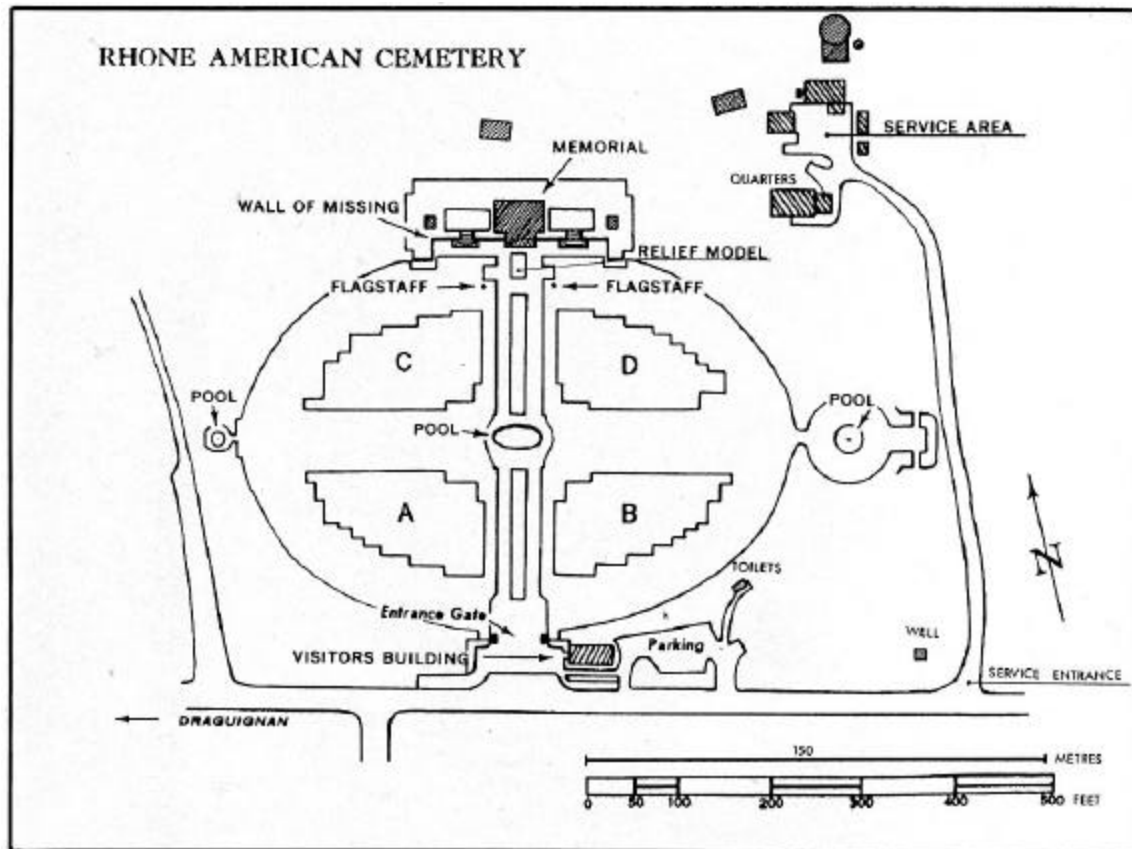 RHONE AMERICAN CEMETERY
MEMORIAL
SERVICE AREA
QUARTERS
WALL OF MISSING
RELIEF MODEL
FLAGSTAFF
FLAGSTAFF
C
D
POOL
POOL
POOL
A
B
N
TOILETS
Entrance Gate
Parking
WELL
VISITORS BUILDING
SERVICE ENTRANCE
DRAGUIGNAN
150
METRES
0 50 100 200 300 400 500 FEET